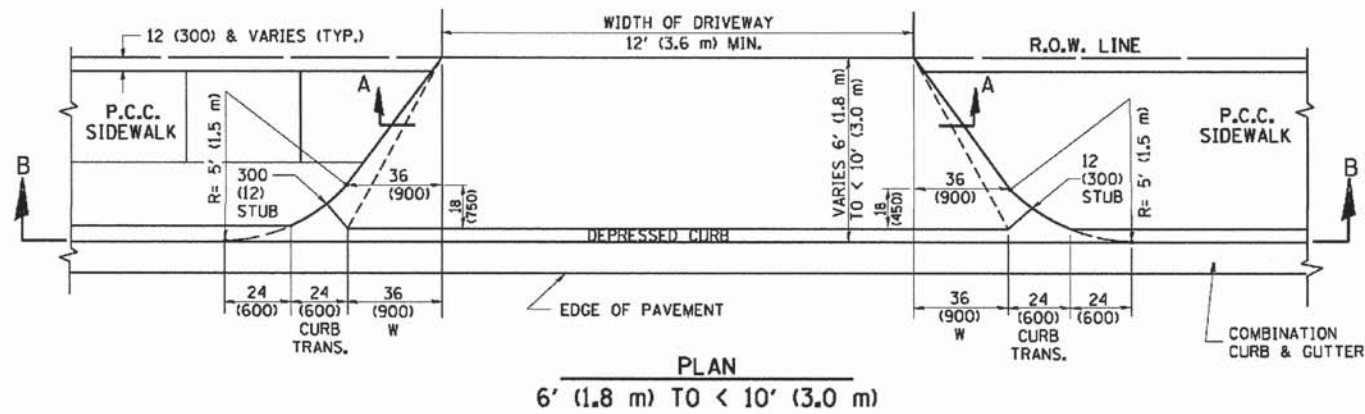 12 (300) & VARIES (TYP.)
WIDTH OF DRIVEWAY
12' (3.6 m) MIN.
R.O.W. LINE
A
A
P.C.C.
SIDEWALK
P.C.C.
SIDEWALK
R= 5' (1.5 m)
VARIES 6' (1.8 m)
TO < 10' (3.0 m)
R= 5' (1.5 m)
B
B
300
(12)
STUB
36
(900)
18
(750)
36
(900)
18
(450)
12
(300)
STUB
DEPRESSED CURB
24
(600)
24
(600)
CURB
TRANS.
36
(900)
W
EDGE OF PAVEMENT
36
(900)
W
24
(600)
CURB
TRANS.
24
(600)
COMBINATION
CURB & GUTTER
PLAN
6' (1.8 m) TO < 10' (3.0 m)